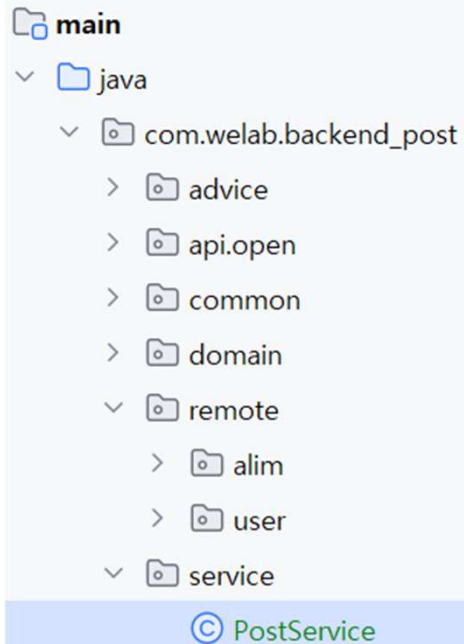 main
java
com.welab.backend_post
advice
api.open
common
domain
remote
alim
user
service
PostService